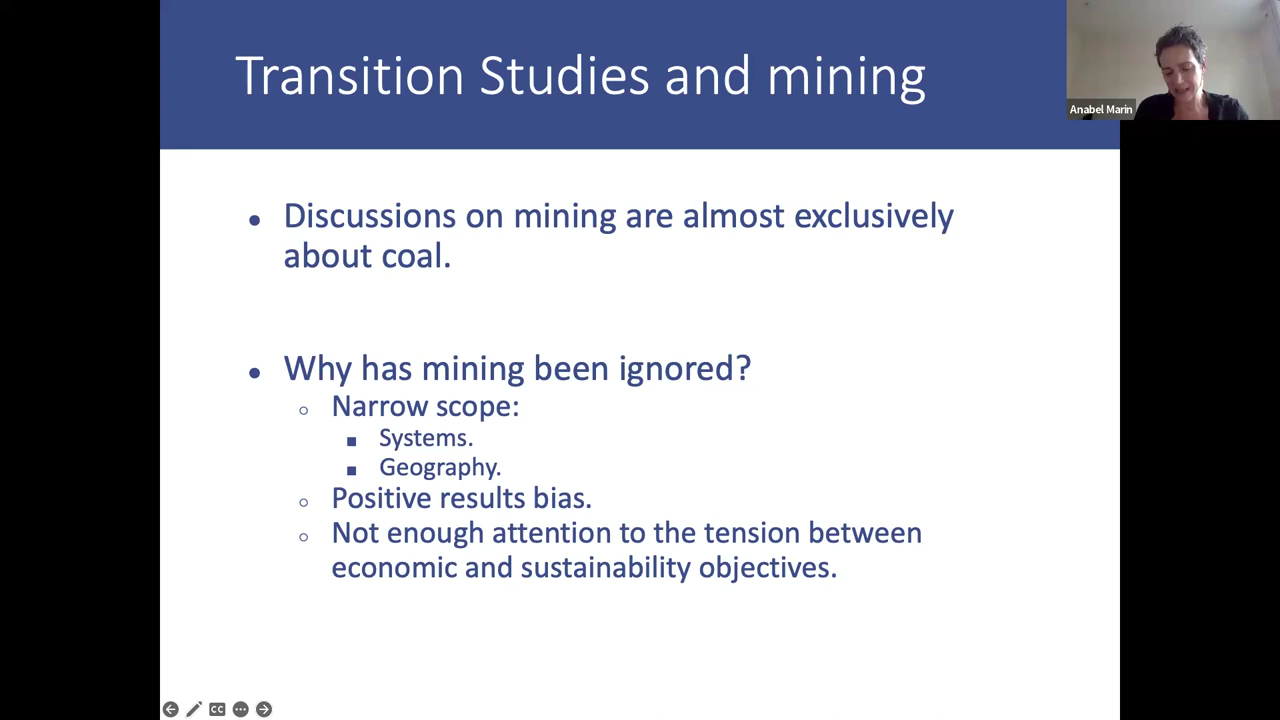 Transition Studies and mining
Anabel Marin
• Discussions on mining are almost exclusively
about coal.
• Why has mining been ignored?
○ Narrow scope:
■ Systems.
■ Geography.
○ Positive results bias.
○ Not enough attention to the tension between
economic and sustainability objectives.
CC